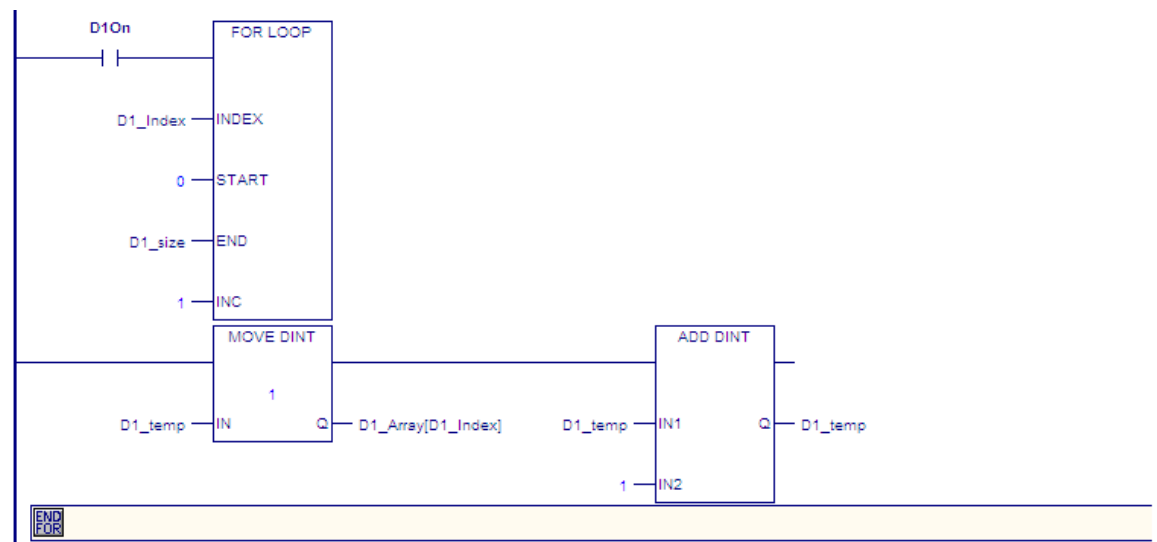 D1On
FOR LOOP
D1_Index INDEX
0 START
D1_size END
1 INC
MOVE DINT
ADD DINT
1
D1_temp IN Q D1_Array[D1_Index] D1_temp IN1 Q D1_temp
1 IN2
END
FOR